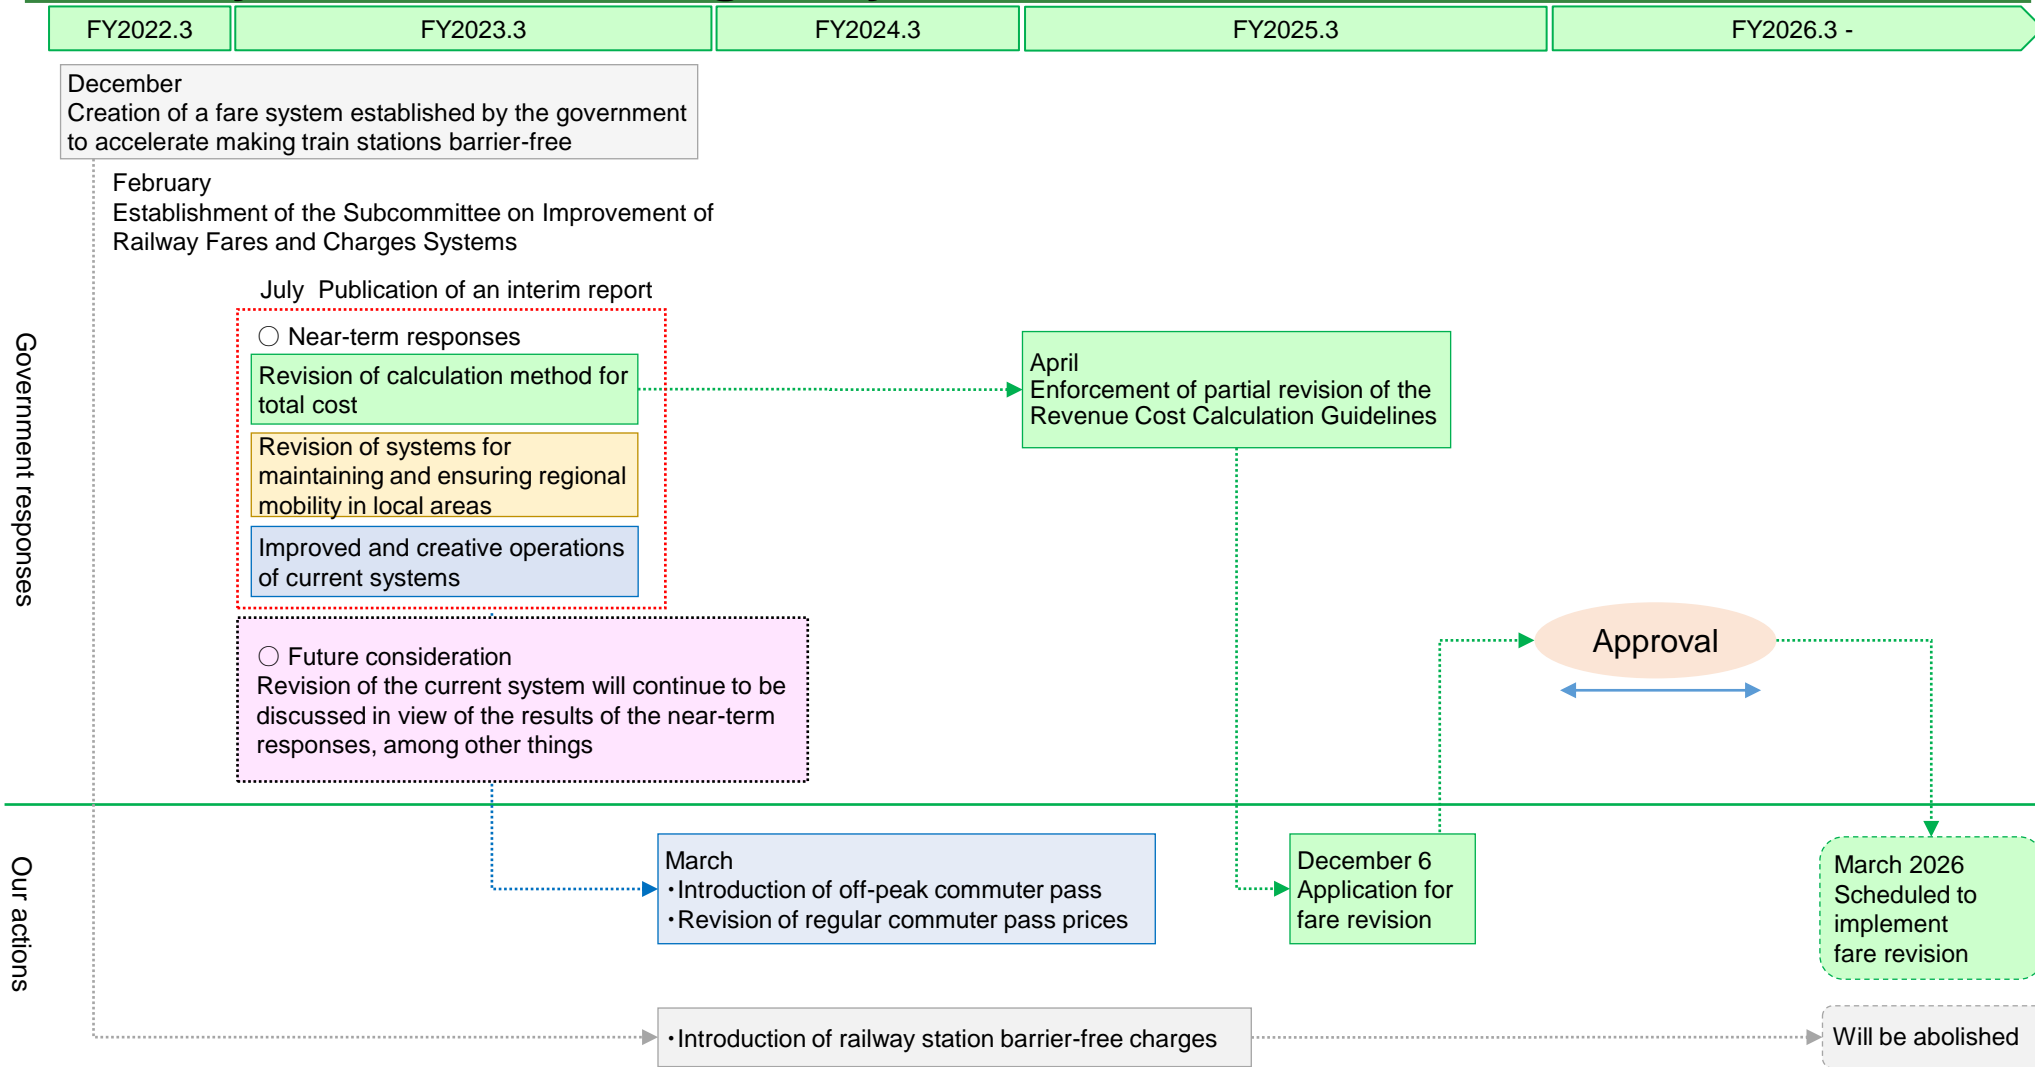 FY2022.3
FY2023.3
FY2024.3
FY2025.3
FY2026.3 -
December
Creation of a fare system established by the government
to accelerate making train stations barrier-free
February
Establishment of the Subcommittee on Improvement of
Railway Fares and Charges Systems
July Publication of an interim report
○ Near-term responses
Revision of calculation method for
total cost
Revision of systems for
maintaining and ensuring regional
mobility in local areas
Improved and creative operations
of current systems
○ Future consideration
Revision of the current system will continue to be
discussed in view of the results of the near-term
responses, among other things
April
Enforcement of partial revision of the
Revenue Cost Calculation Guidelines
Approval
Government responses
Our actions
March
・Introduction of off-peak commuter pass
・Revision of regular commuter pass prices
December 6
Application for
fare revision
March 2026
Scheduled to
implement
fare revision
・Introduction of railway station barrier-free charges
Will be abolished